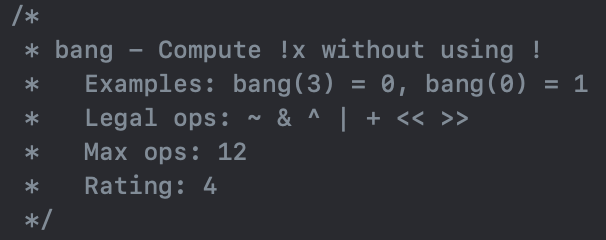 /*
 * bang – Compute !x without using !
 *   Examples: bang(3) = 0, bang(0) = 1
 *   Legal ops: ~ & ^ | + << >>
 *   Max ops: 12
 *   Rating: 4
 */